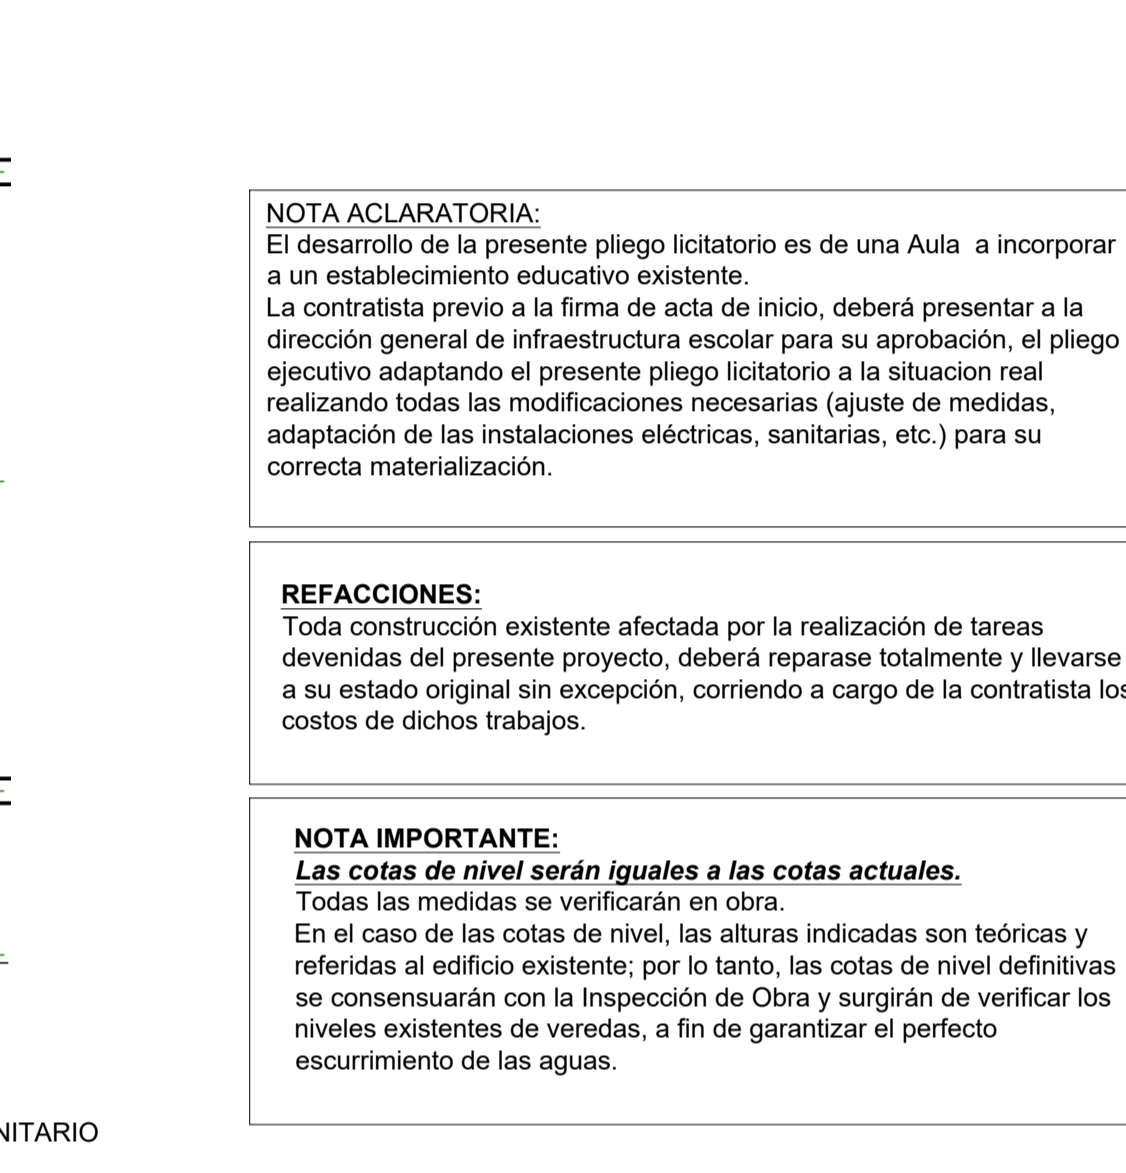 NOTA ACLARATORIA:
El desarrollo de la presente pliego licitatorio es de una Aula  a incorporar
a un establecimiento educativo existente.
La contratista previo a la firma de acta de inicio, deberá presentar a la
dirección general de infraestructura escolar para su aprobación, el pliego
ejecutivo adaptando el presente pliego licitatorio a la situacion real
realizando todas las modificaciones necesarias (ajuste de medidas,
adaptación de las instalaciones eléctricas, sanitarias, etc.) para su
correcta materialización.
REFACCIONES:
Toda construcción existente afectada por la realización de tareas
devenidas del presente proyecto, deberá reparase totalmente y llevarse
a su estado original sin excepción, corriendo a cargo de la contratista los
costos de dichos trabajos.
NOTA IMPORTANTE:
Las cotas de nivel serán iguales a las cotas actuales.
Todas las medidas se verificarán en obra.
En el caso de las cotas de nivel, las alturas indicadas son teóricas y
referidas al edificio existente; por lo tanto, las cotas de nivel definitivas
se consensuarán con la Inspección de Obra y surgirán de verificar los
niveles existentes de veredas, a fin de garantizar el perfecto
escurrimiento de las aguas.
NITARIO